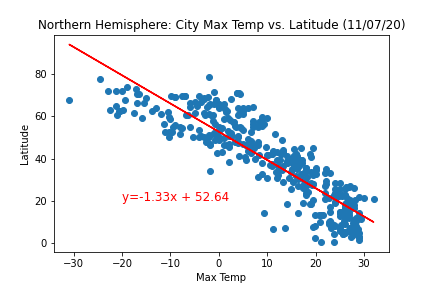 Northern Hemisphere: City Max Temp vs. Latitude (11/07/20)
80
60
40
20
0
Latitude
y=-1.33x + 52.64
−30 −20 −10 0 10 20 30
Max Temp